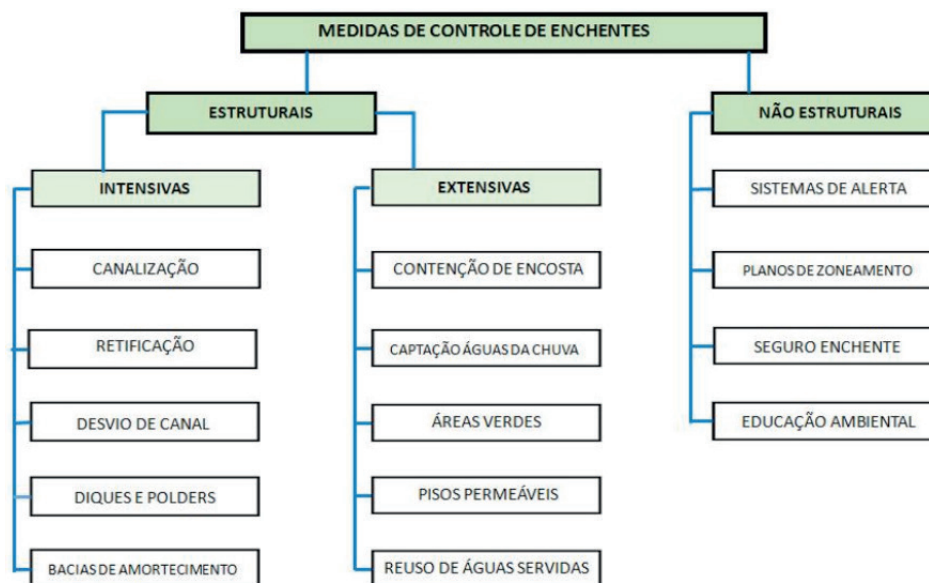 MEDIDAS DE CONTROLE DE ENCHENTES
ESTRUTURAIS
NÃO ESTRUTURAIS
INTENSIVAS
EXTENSIVAS
SISTEMAS DE ALERTA
CANALIZAÇÃO
CONTENÇÃO DE ENCOSTA
PLANOS DE ZONEAMENTO
RETIFICAÇÃO
CAPTAÇÃO ÁGUAS DA CHUVA
SEGURO ENCHENTE
DESVIO DE CANAL
ÁREAS VERDES
EDUCAÇÃO AMBIENTAL
DIQUES E POLDERS
PISOS PERMEÁVEIS
BACIAS DE AMORTECIMENTO
REUSO DE ÁGUAS SERVIDAS